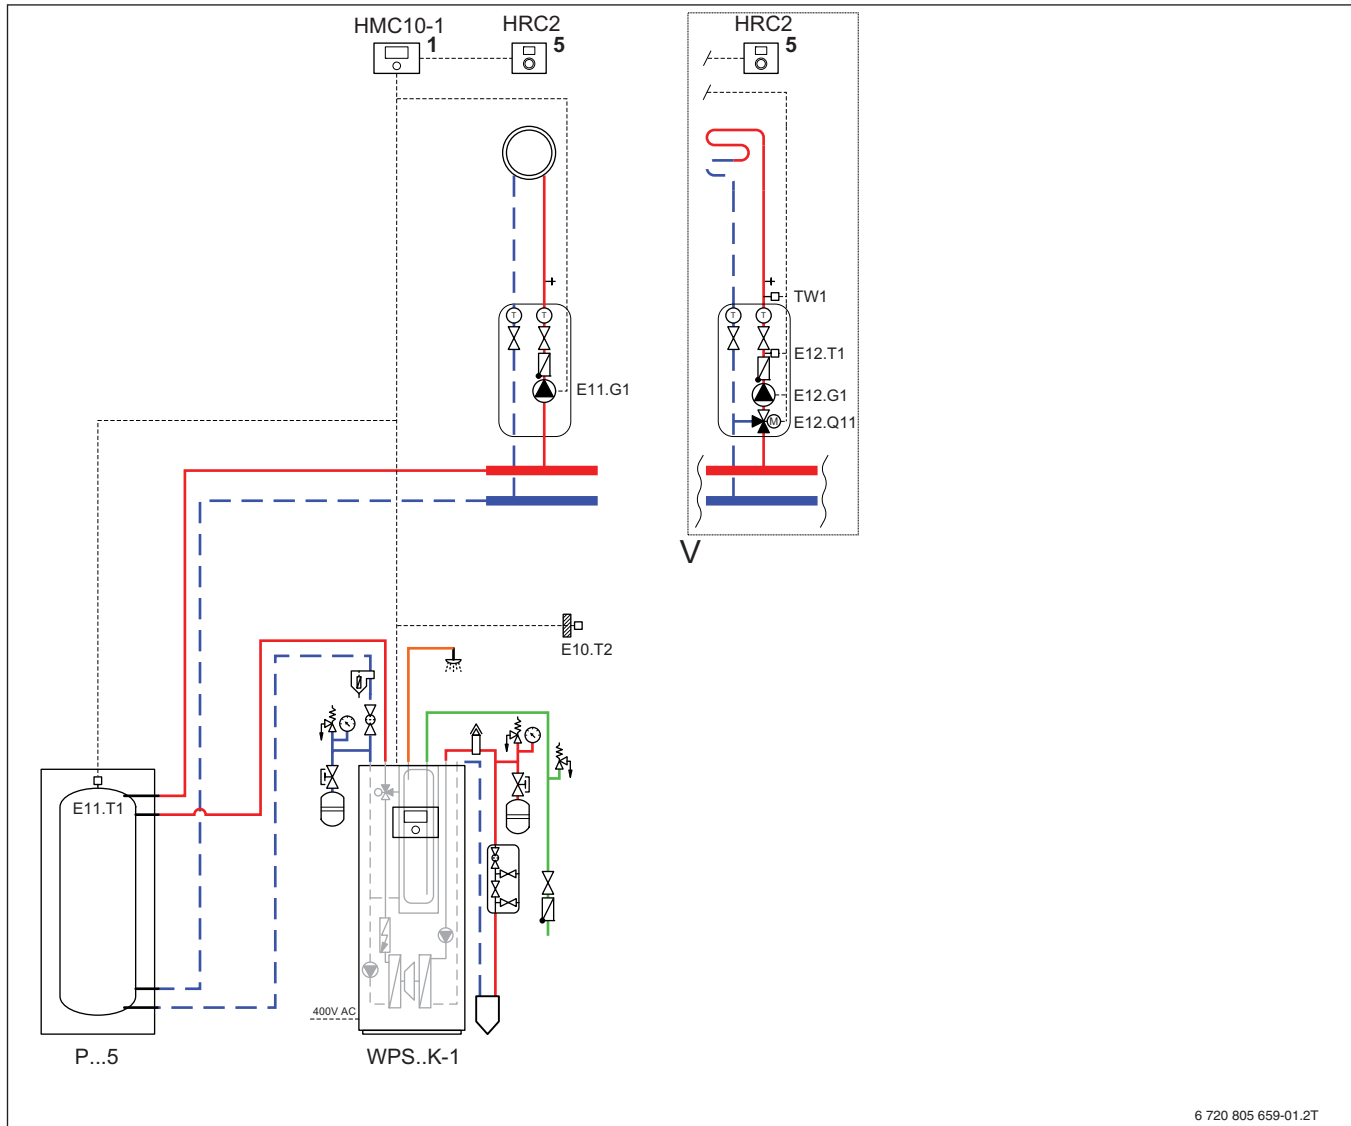 HMC10-1
1
HRC2
5
HRC2
5
T
T
T
T
TW1
E12.T1
E11.G1
E12.G1
M
E12.Q11
V
E10.T2
E11.T1
400V AC
P...5
WPS..K-1
6 720 805 659-01.2T